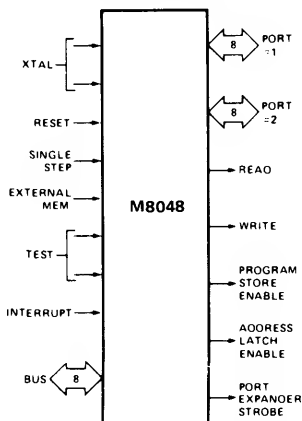 XTAL
RESET
SINGLE
STEP
EXTERNAL
MEM
TEST
INTERRUPT
BUS
8
M8048
8
PORT
=1
8
PORT
=2
REAO
WRITE
PROGRAM
STORE
ENABLE
AOORESS
LATCH
ENABLE
PORT
EXPANOER
STROBE